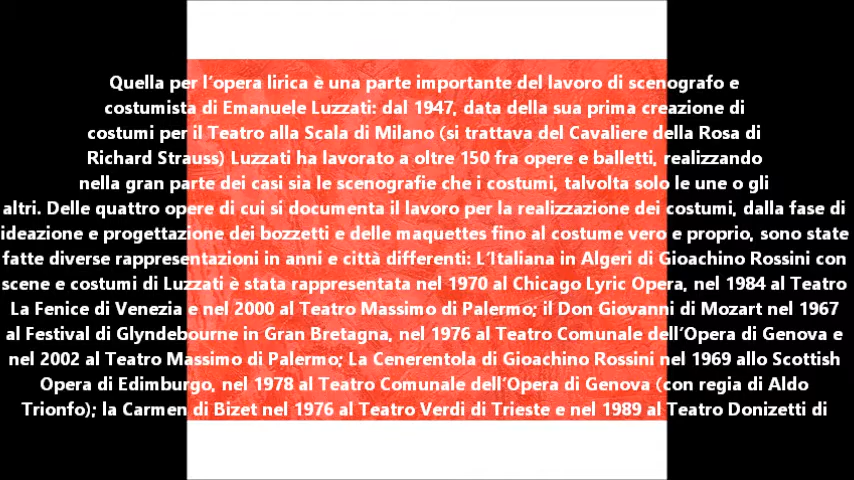 Quella per l´opera lirica è una parte importante del lavoro di scenografo e
costumista di Emanuele Luzzati: dal 1947, data della sua prima creazione di
costumi per il Teatro alla Scala di Milano (si trattava del Cavaliere della Rosa di
Richard Strauss) Luzzati ha lavorato a oltre 150 fra opere e balletti, realizzando
nella gran parte dei casi sia le scenografie che i costumi, talvolta solo le une o gli
altri. Delle quattro opere di cui si documenta il lavoro per la realizzazione dei costumi, dalla fase di
ideazione e progettazione dei bozzetti e delle maquettes fino al costume vero e proprio, sono state
fatte diverse rappresentazioni in anni e città differenti: L´Italiana in Algeri di Gioachino Rossini con
scene e costumi di Luzzati è stata rappresentata nel 1970 al Chicago Lyric Opera, nel 1984 al Teatro
La Fenice di Venezia e nel 2000 al Teatro Massimo di Palermo; il Don Giovanni di Mozart nel 1967
al Festival di Glyndebourne in Gran Bretagna, nel 1976 al Teatro Comunale dell´Opera di Genova e
nel 2002 al Teatro Massimo di Palermo; La Cenerentola di Gioachino Rossini nel 1969 allo Scottish
Opera di Edimburgo, nel 1978 al Teatro Comunale dell´Opera di Genova (con regia di Aldo
Trionfo); la Carmen di Bizet nel 1976 al Teatro Verdi di Trieste e nel 1989 al Teatro Donizetti di